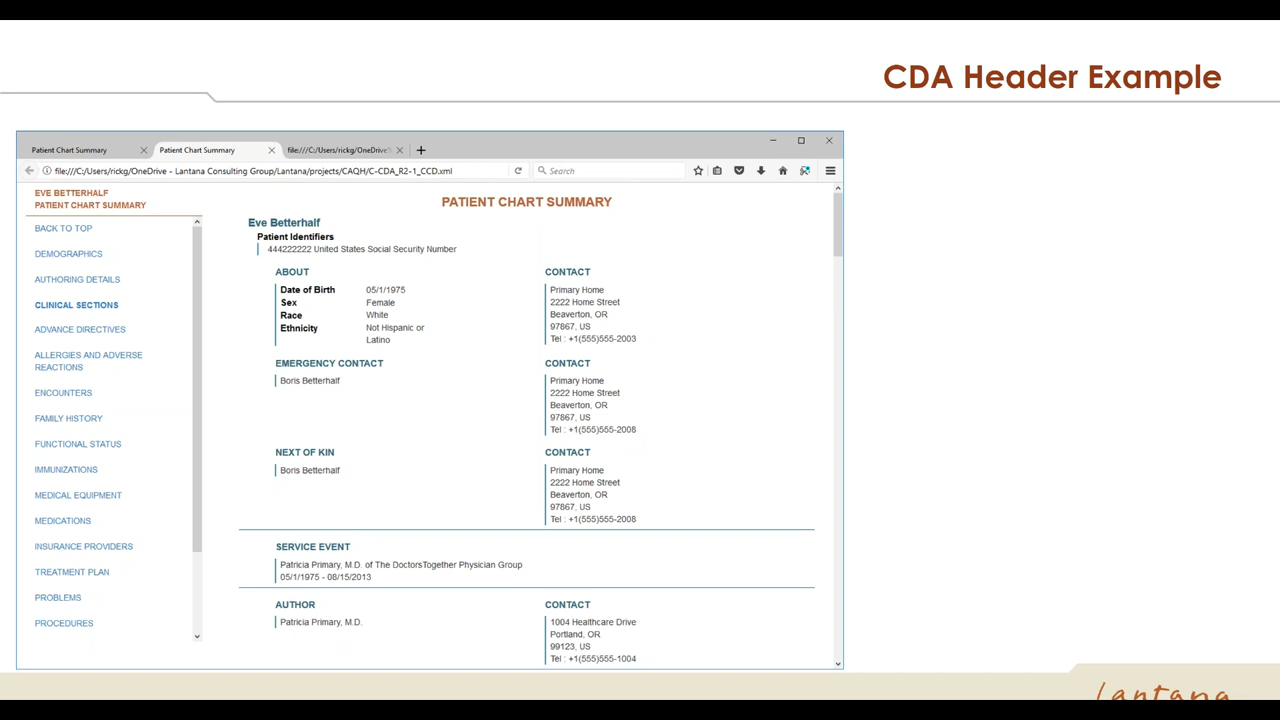 CDA Header Example
Patient Chart Summary
Patient Chart Summary
file:///C:/Users/rickg/OneDrive
file:///C:/Users/rickg/OneDrive - Lantana Consulting Group/Lantana/projects/CAQH/C-CDA_R2-1_CCD.xml
Search
EVE BETTERHALF
PATIENT CHART SUMMARY
BACK TO TOP
DEMOGRAPHICS
AUTHORING DETAILS
CLINICAL SECTIONS
ADVANCE DIRECTIVES
ALLERGIES AND ADVERSE
REACTIONS
ENCOUNTERS
FAMILY HISTORY
FUNCTIONAL STATUS
IMMUNIZATIONS
MEDICAL EQUIPMENT
MEDICATIONS
INSURANCE PROVIDERS
TREATMENT PLAN
PROBLEMS
PROCEDURES
PATIENT CHART SUMMARY
Eve Betterhalf
Patient Identifiers
444222222 United States Social Security Number
ABOUT
Date of Birth 05/1/1975
Sex Female
Race White
Ethnicity Not Hispanic or
Latino
CONTACT
Primary Home
2222 Home Street
Beaverton, OR
97867, US
Tel : +1(555)555-2003
EMERGENCY CONTACT
Boris Betterhalf
CONTACT
Primary Home
2222 Home Street
Beaverton, OR
97867, US
Tel : +1(555)555-2008
NEXT OF KIN
Boris Betterhalf
CONTACT
Primary Home
2222 Home Street
Beaverton, OR
97867, US
Tel : +1(555)555-2008
SERVICE EVENT
Patricia Primary, M.D. of The DoctorsTogether Physician Group
05/1/1975 - 08/15/2013
AUTHOR
Patricia Primary, M.D.
CONTACT
1004 Healthcare Drive
Portland, OR
99123, US
Tel : +1(555)555-1004
Lantana